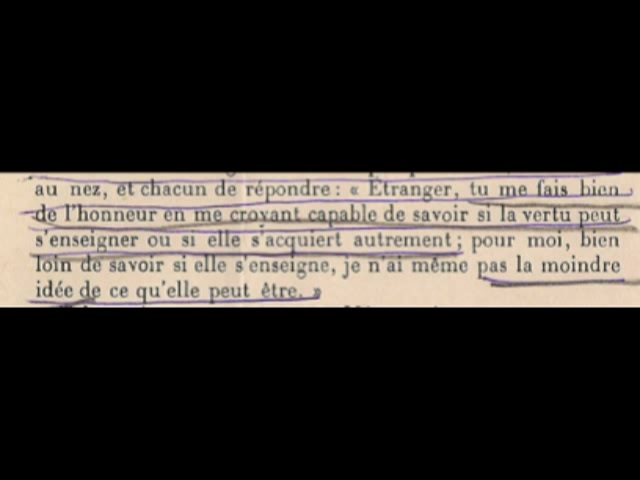 au nez, et chacun de répondre : « Étranger, tu me fais bien
de l'honneur en me croyant capable de savoir si la vertu peut
s'enseigner ou si elle s'acquiert autrement ; pour moi, bien
loin de savoir si elle s'enseigne, je n'ai même pas la moindre
idée de ce qu'elle peut être. »